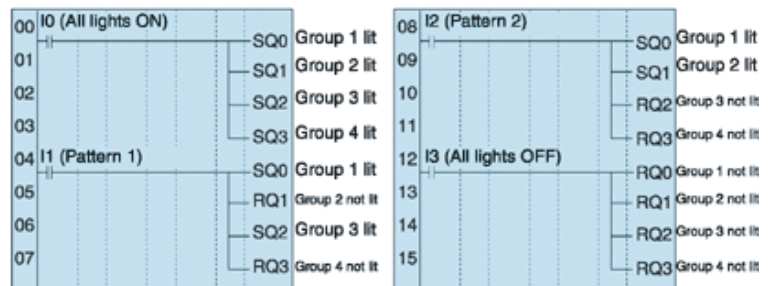 00 I0 (All lights ON)
SQ0 Group 1 lit
01 SQ1 Group 2 lit
02 SQ2 Group 3 lit
03 SQ3 Group 4 lit
04 I1 (Pattern 1)
SQ0 Group 1 lit
05 RQ1 Group 2 not lit
06 SQ2 Group 3 lit
07 RQ3 Group 4 not lit
08 I2 (Pattern 2)
SQ0 Group 1 lit
09 SQ1 Group 2 lit
10 RQ2 Group 3 not lit
11 RQ3 Group 4 not lit
12 I3 (All lights OFF)
RQ0 Group 1 not lit
13 RQ1 Group 2 not lit
14 RQ2 Group 3 not lit
15 RQ3 Group 4 not lit